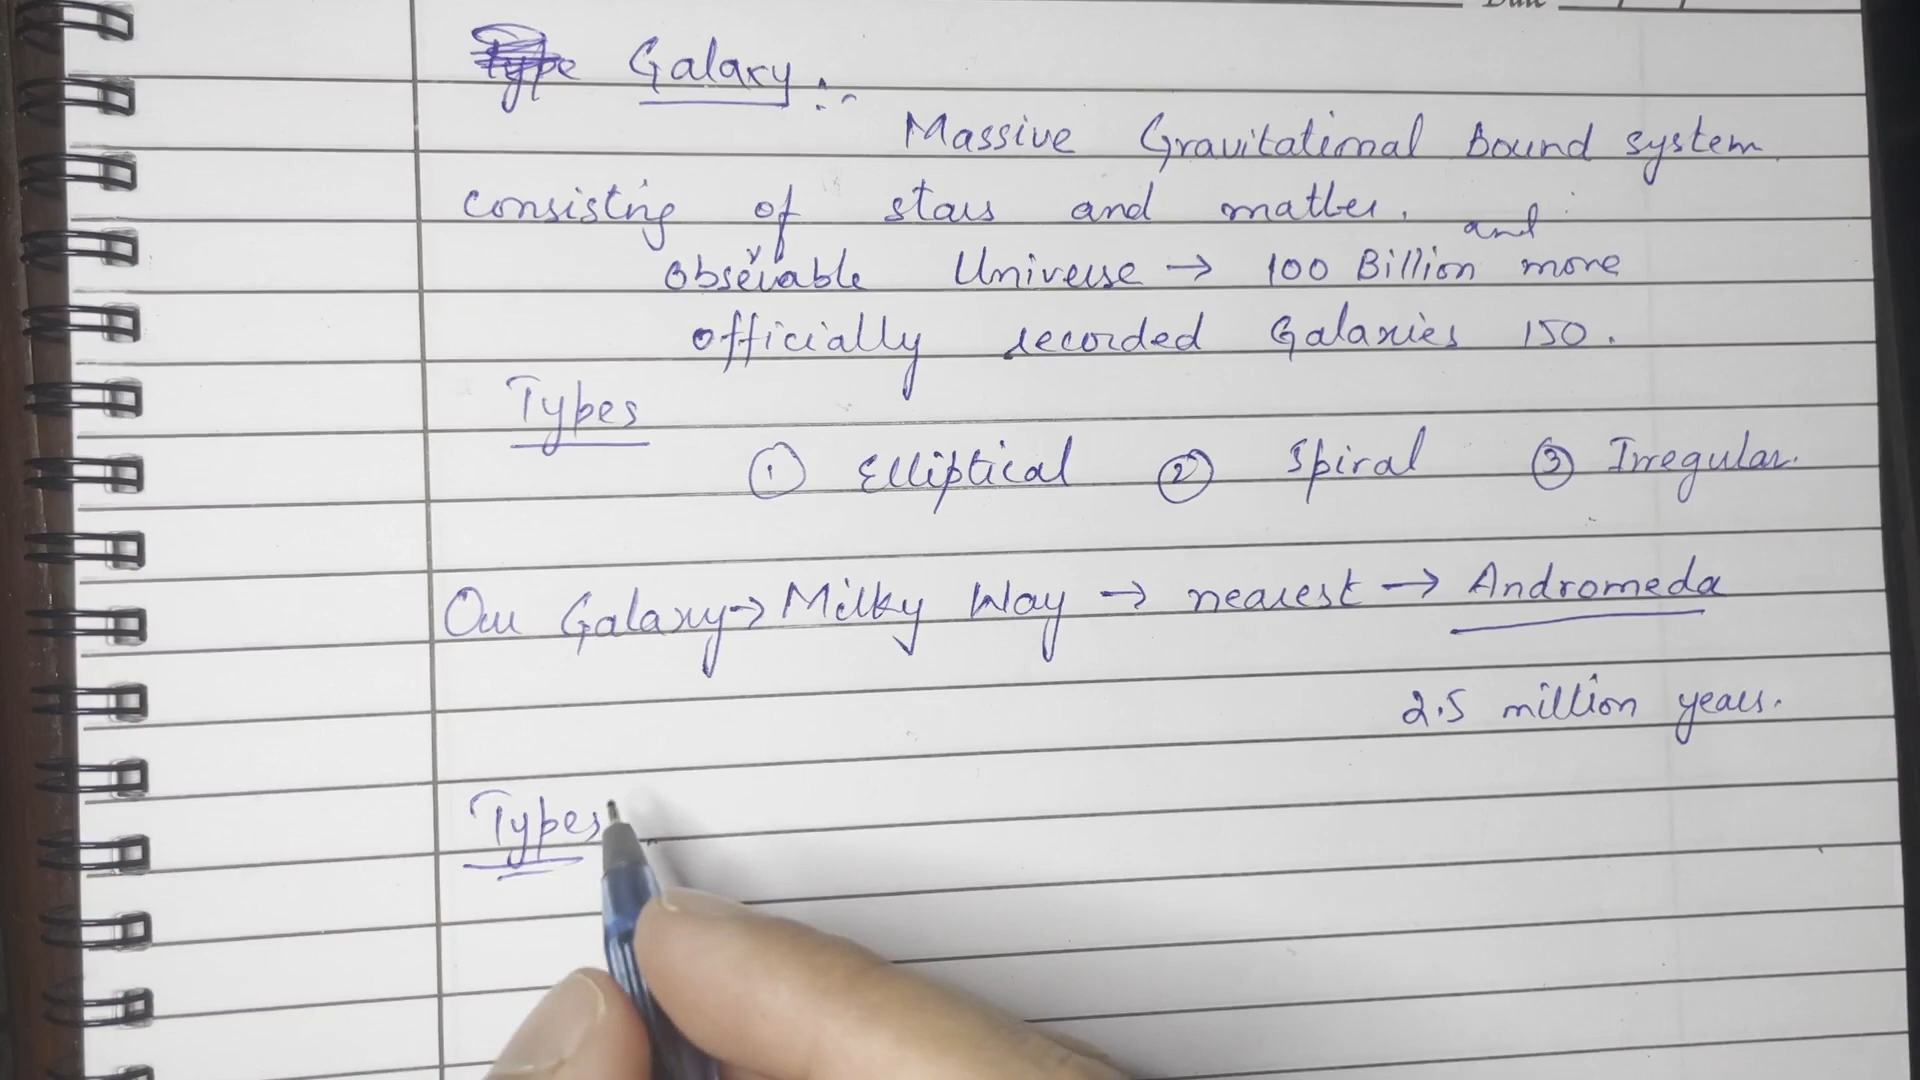 Date
Type Galaxy :-
Massive Gravitational bound system
consisting of stars and matter.
Observable Universe → 100 Billion and more
officially recorded Galaxies 150.
Types
① Elliptical ② Spiral ③ Irregular.
Our Galaxy → Milky Way → nearest → Andromeda
2.5 million years.
Types